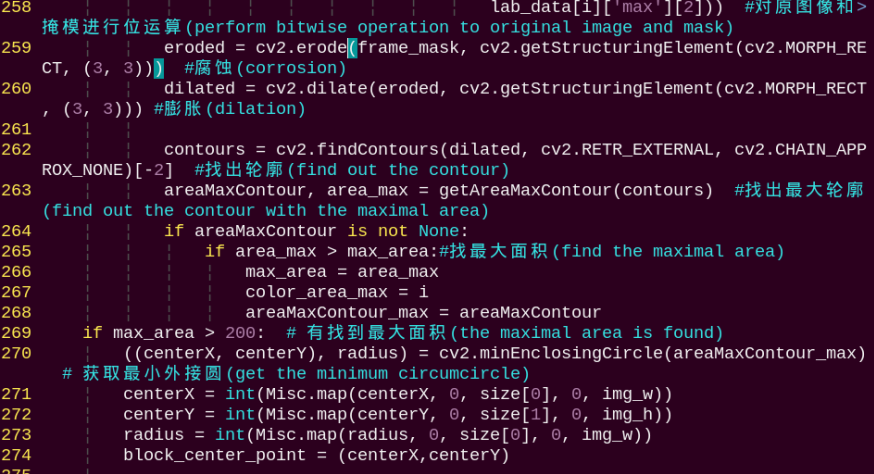 258                                            lab_data[i]['max'][2]))  #对原图像和>
掩模进行位运算(perform bitwise operation to original image and mask)
259             eroded = cv2.erode(frame_mask, cv2.getStructuringElement(cv2.MORPH_RE
CT, (3, 3)))  #腐蚀(corrosion)
260             dilated = cv2.dilate(eroded, cv2.getStructuringElement(cv2.MORPH_RECT
, (3, 3))) #膨胀(dilation)
261
262             contours = cv2.findContours(dilated, cv2.RETR_EXTERNAL, cv2.CHAIN_APP
ROX_NONE)[-2]  #找出轮廓(find out the contour)
263             areaMaxContour, area_max = getAreaMaxContour(contours)  #找出最大轮廓
(find out the contour with the maximal area)
264             if areaMaxContour is not None:
265                 if area_max > max_area:#找最大面积(find the maximal area)
266                     max_area = area_max
267                     color_area_max = i
268                     areaMaxContour_max = areaMaxContour
269     if max_area > 200:  # 有找到最大面积(the maximal area is found)
270         ((centerX, centerY), radius) = cv2.minEnclosingCircle(areaMaxContour_max)
  # 获取最小外接圆(get the minimum circumcircle)
271         centerX = int(Misc.map(centerX, 0, size[0], 0, img_w))
272         centerY = int(Misc.map(centerY, 0, size[1], 0, img_h))
273         radius = int(Misc.map(radius, 0, size[0], 0, img_w))
274         block_center_point = (centerX,centerY)